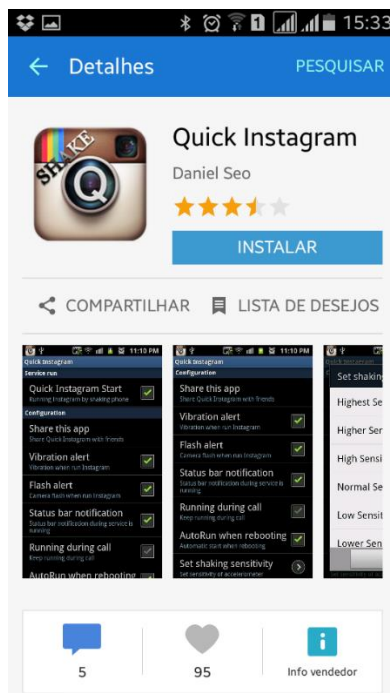 1 15:33
Detalhes PESQUISAR
SHAKE
Q
Quick Instagram
Daniel Seo
INSTALAR
COMPARTILHAR LISTA DE DESEJOS
11:10 PM
Quick Instagram
Service run
Quick Instagram Start
Running Instagram by shaking phone
Configuration
Share this app
Share Quick Instagram with friends
Vibration alert
Vibration when run Instagram
Flash alert
Camera flash when run Instagram
Status bar notification
Status bar notification during service is
running
Running during call
Keep running during call
AutoRun when rebooting
11:10 PM
Quick Instagram
Configuration
Share this app
Share Quick Instagram with friends
Vibration alert
Vibration when run Instagram
Flash alert
Camera flash when run Instagram
Status bar notification
Status bar notification during service is
running
Running during call
Keep running during call
AutoRun when rebooting
Automatic start when rebooting
Set shaking sensitivity
Set sensitivity of accelerometer
Set shaking
Highest Se
Higher Ser
High Sensi
Normal Se
Low Sensit
Lower Sen
5
95
Info vendedor